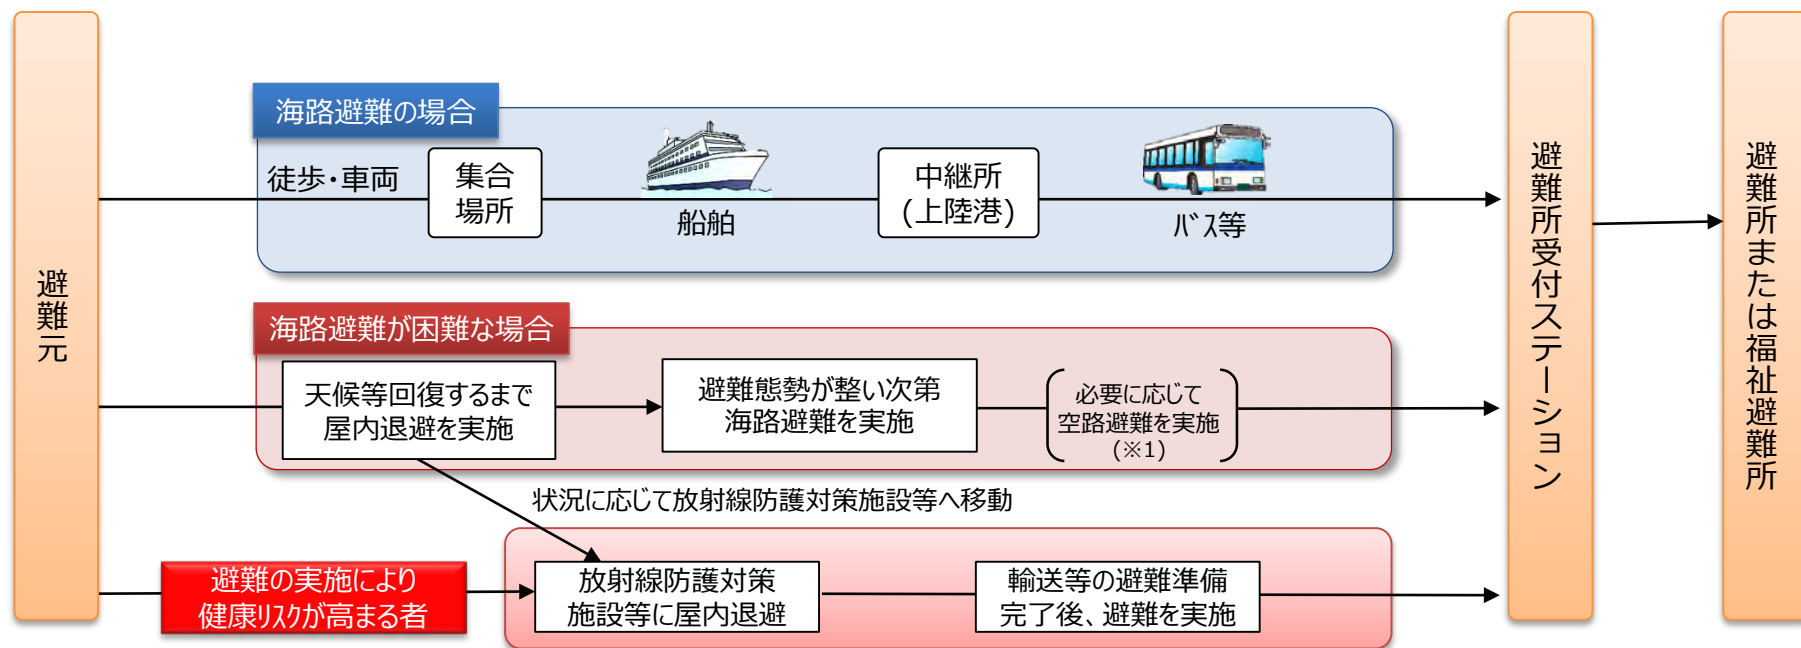 避難元
海路避難の場合
徒歩・車両
集合
場所
船舶
中継所
(上陸港)
バス等
海路避難が困難な場合
天候等回復するまで
屋内退避を実施
避難態勢が整い次第
海路避難を実施
必要に応じて
空路避難を実施
(※1)
状況に応じて放射線防護対策施設等へ移動
避難の実施により
健康リスクが高まる者
放射線防護対策
施設等に屋内退避
輸送等の避難準備
完了後、避難を実施
避難所受付ステーション
避難所または福祉避難所